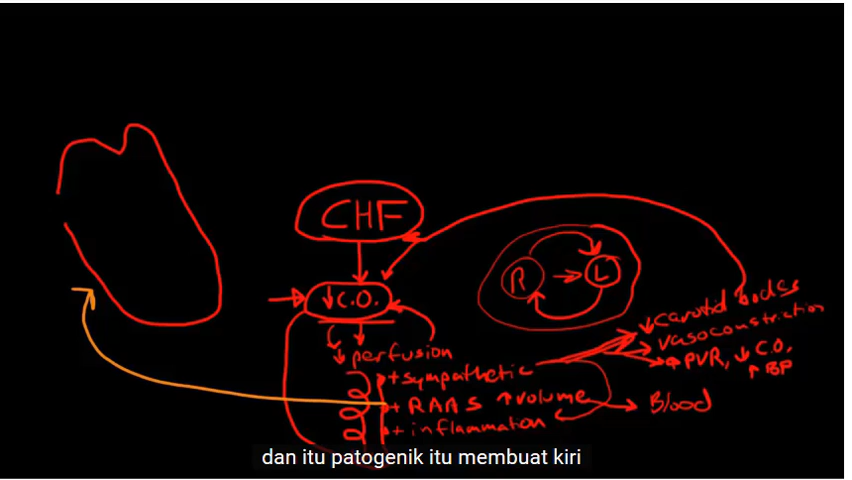 CHF
R → L
↓ C.O.
↓ carotid bodies
vasoconstriction
↑ PVR, ↓ C.O.
↑ BP
↓ perfusion
+ sympathetic
+ RAAS ↑ volume → Blood
+ inflammation
dan itu patogenik itu membuat kiri